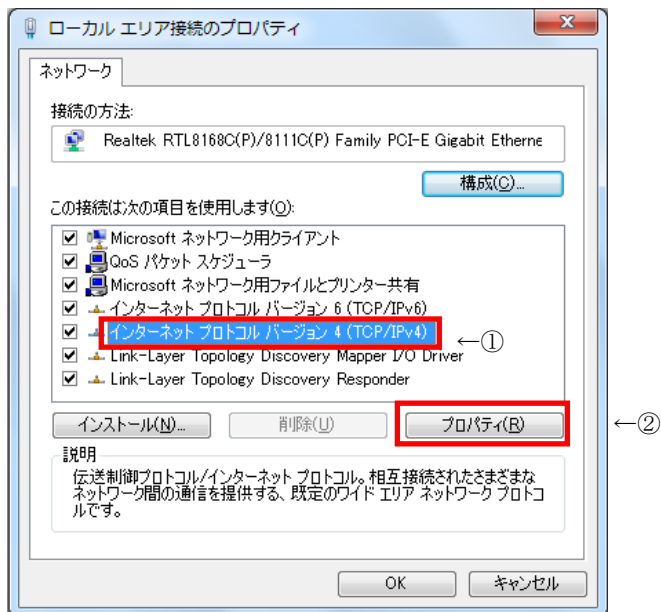 ローカル エリア接続のプロパティ
ネットワーク
接続の方法:
Realtek RTL8168C(P)/8111C(P) Family PCI-E Gigabit Etherne
構成(C)...
この接続は次の項目を使用します(O):
Microsoft ネットワーク用クライアント
QoS パケット スケジューラ
Microsoft ネットワーク用ファイルとプリンター共有
インターネット プロトコル バージョン 6 (TCP/IPv6)
インターネット プロトコル バージョン 4 (TCP/IPv4)
←①
Link-Layer Topology Discovery Mapper I/O Driver
Link-Layer Topology Discovery Responder
インストール(N)...
削除(U)
プロパティ(R)
←②
説明
伝送制御プロトコル/インターネット プロトコル。相互接続されたさまざまな
ネットワーク間の通信を提供する、既定のワイド エリア ネットワーク プロトコ
ルです。
OK
キャンセル